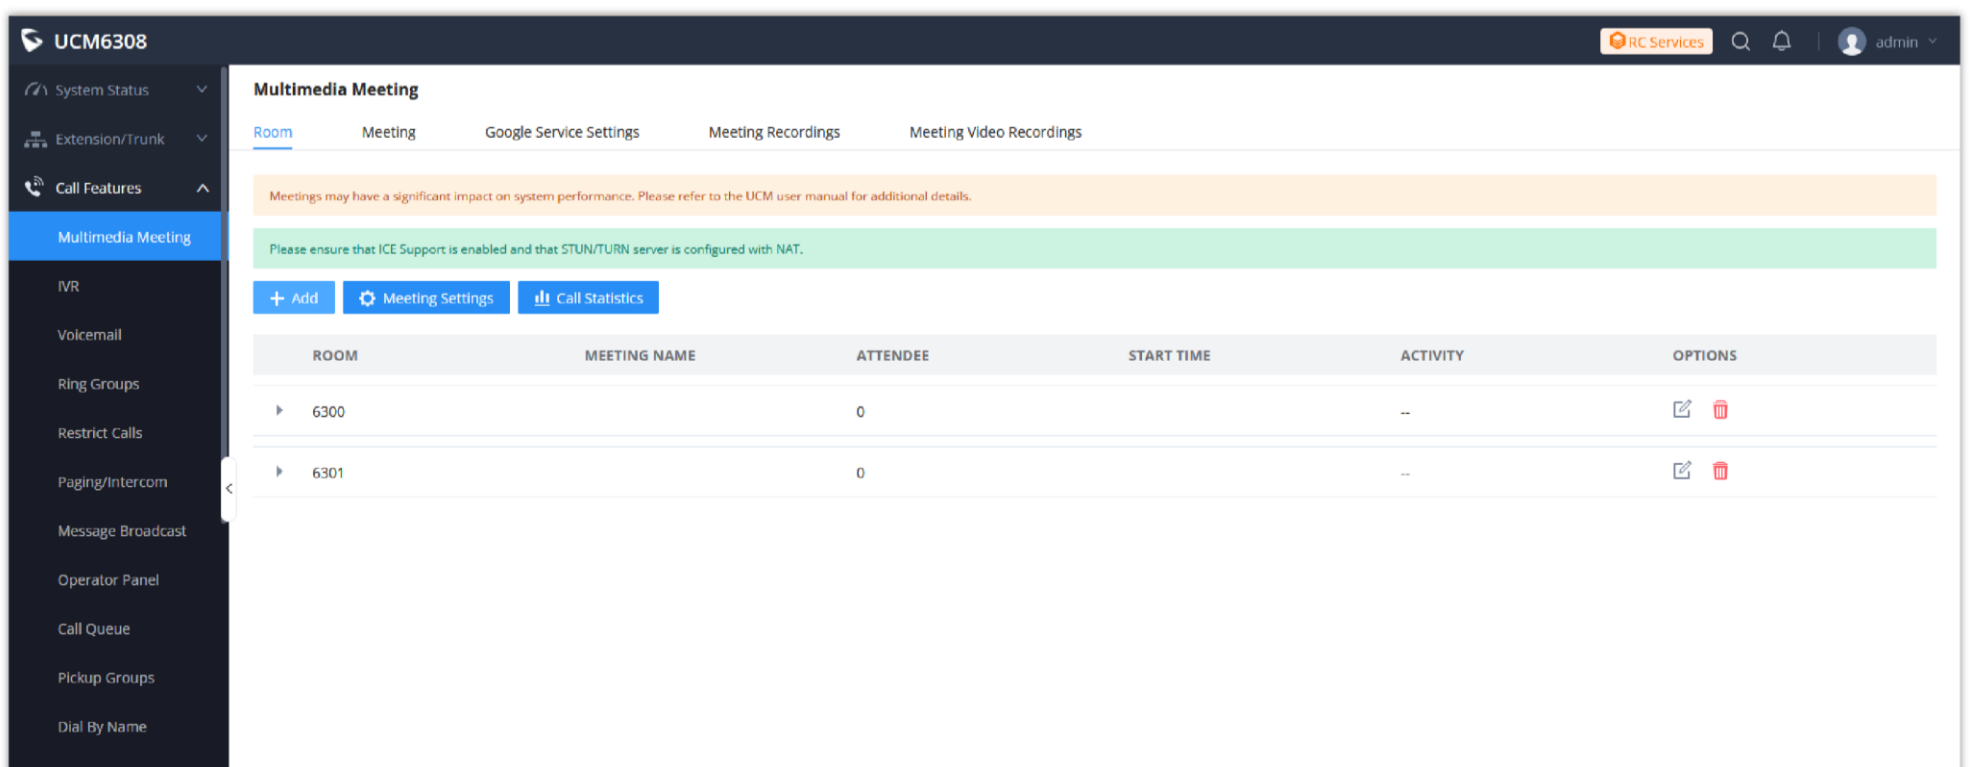 UCM6308
RC Services
admin
System Status
Extension/Trunk
Call Features
Multimedia Meeting
IVR
Voicemail
Ring Groups
Restrict Calls
Paging/Intercom
Message Broadcast
Operator Panel
Call Queue
Pickup Groups
Dial By Name
Multimedia Meeting
Room Meeting Google Service Settings Meeting Recordings Meeting Video Recordings
Meetings may have a significant impact on system performance. Please refer to the UCM user manual for additional details.
Please ensure that ICE Support is enabled and that STUN/TURN server is configured with NAT.
+ Add Meeting Settings Call Statistics
ROOM MEETING NAME ATTENDEE START TIME ACTIVITY OPTIONS
6300 0 --
6301 0 --